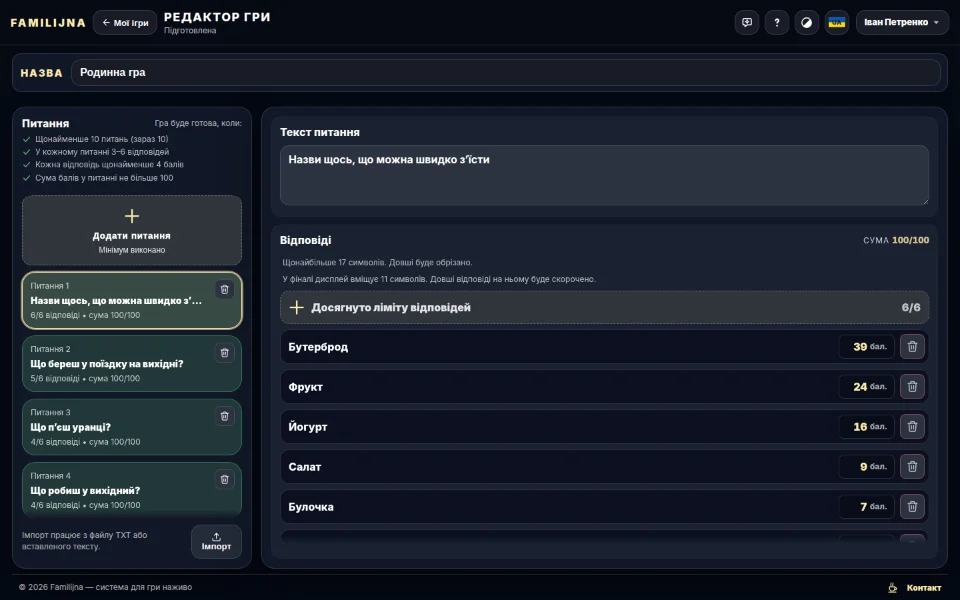 FAMILIJNA
← Мої ігри
РЕДАКТОР ГРИ
Підготовлена
?
UA
Іван Петренко
НАЗВА
Родинна гра
Питання
Гра буде готова, коли:
Щонайменше 10 питань (зараз 10)
У кожному питанні 3–6 відповідей
Кожна відповідь щонайменше 4 балів
Сума балів у питанні не більше 100
Додати питання
Мінімум виконано
Питання 1
Назви щось, що можна швидко з’…
6/6 відповіді • сума 100/100
Питання 2
Що береш у поїздку на вихідні?
5/6 відповіді • сума 100/100
Питання 3
Що п’єш уранці?
4/6 відповіді • сума 100/100
Питання 4
Що робиш у вихідний?
4/6 відповіді • сума 100/100
Імпорт працює з файлу TXT або
вставленого тексту.
Імпорт
Текст питання
Назви щось, що можна швидко з’їсти
Відповіді
СУМА 100/100
Щонайбільше 17 символів. Довші буде обрізано.
У фіналі дисплей вміщує 11 символів. Довші відповіді на ньому буде скорочено.
Досягнуто ліміту відповідей
6/6
Бутерброд
39 бал.
Фрукт
24 бал.
Йогурт
16 бал.
Салат
9 бал.
Булочка
7 бал.
© 2026 Familijna — система для гри наживо
Контакт